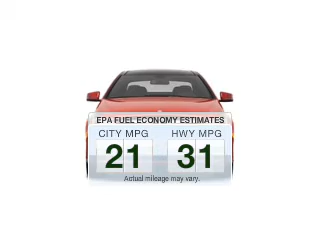 EPA FUEL ECONOMY ESTIMATES
CITY MPG HWY MPG
21 31
Actual mileage may vary.